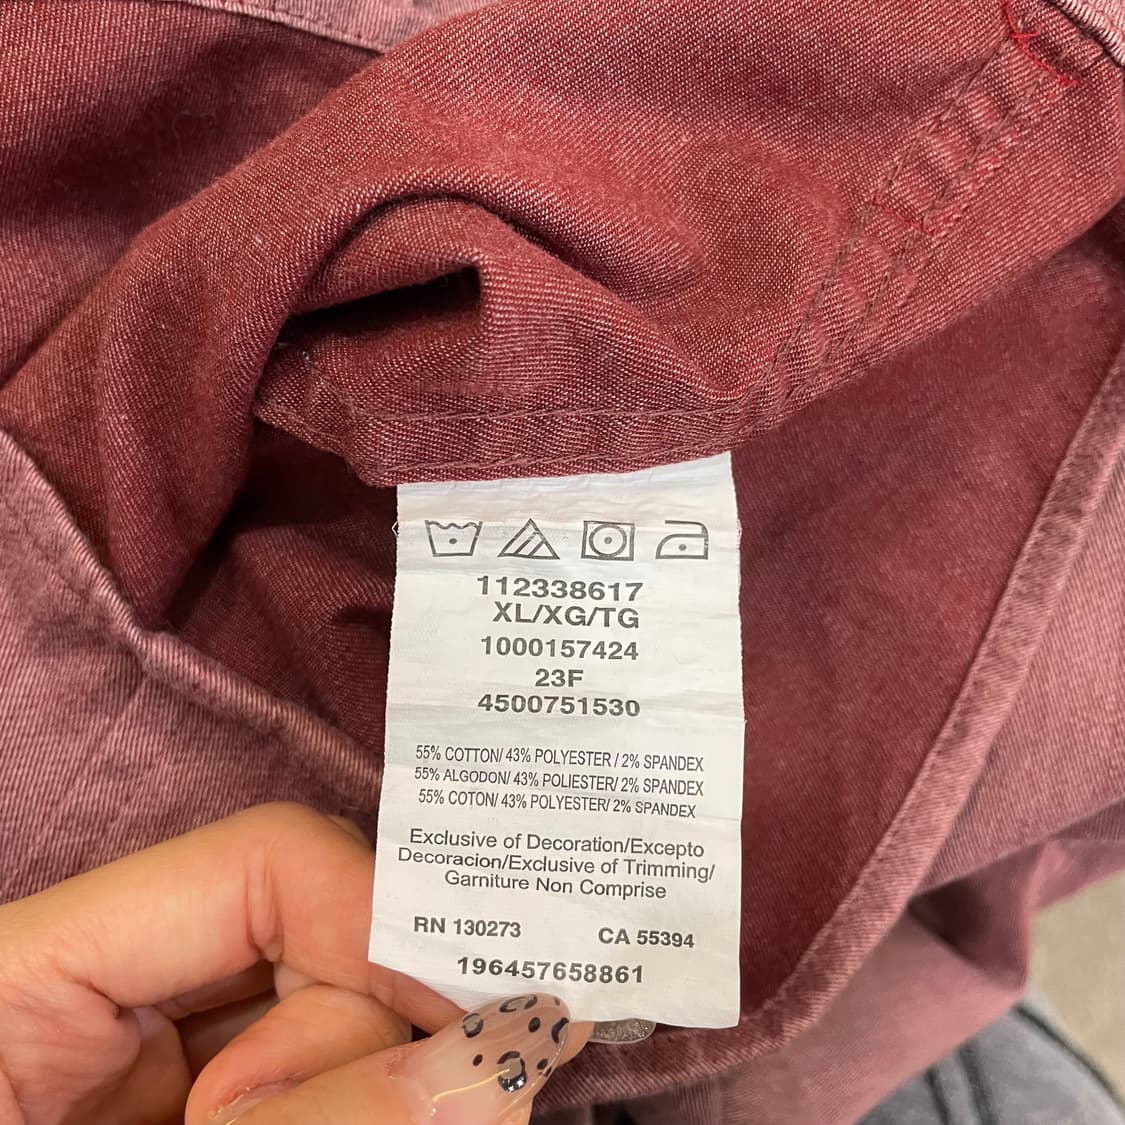 112338617
XL/XG/TG
1000157424
23F
4500751530
55% COTTON/ 43% POLYESTER / 2% SPANDEX
55% ALGODON/ 43% POLIESTER/ 2% SPANDEX
55% COTON/ 43% POLYESTER/ 2% SPANDEX
Exclusive of Decoration/Excepto
Decoracion/Exclusive of Trimming/
Garniture Non Comprise
RN 130273 CA 55394
196457658861